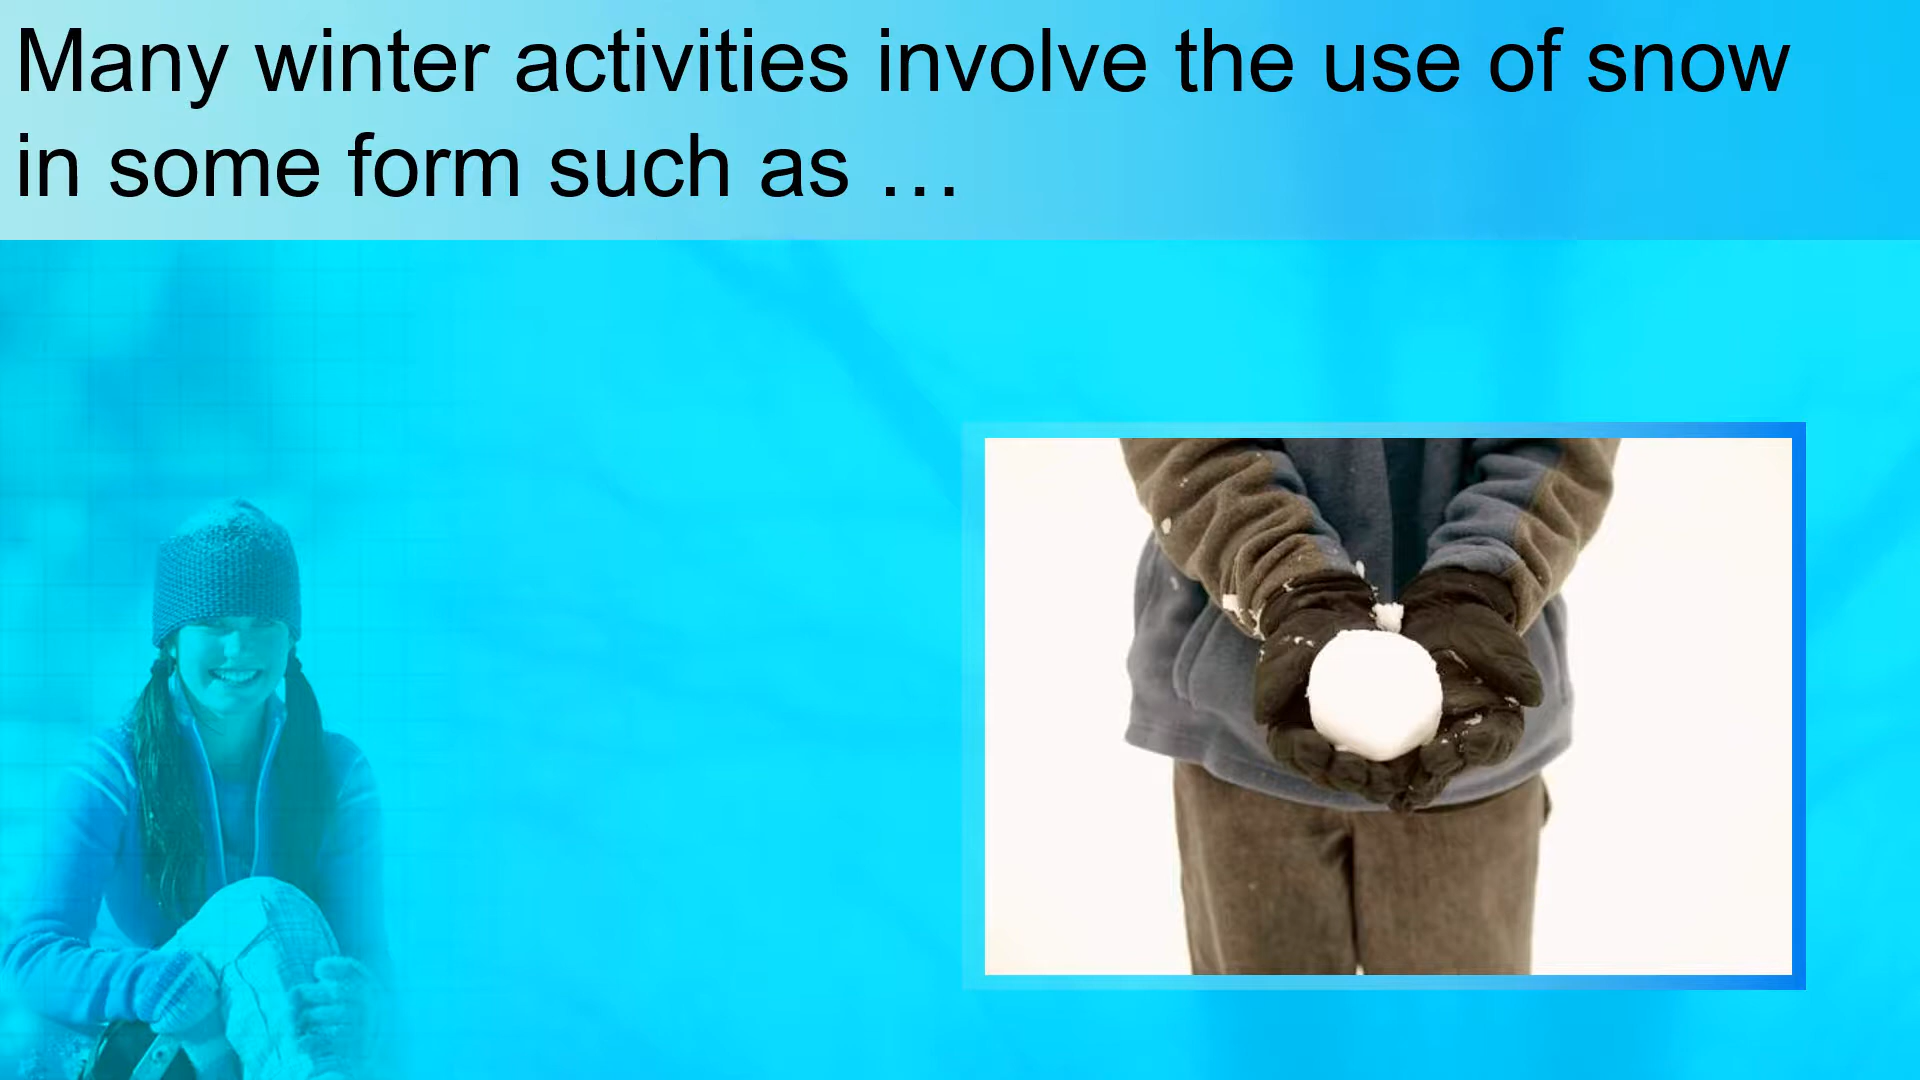 Many winter activities involve the use of snow
in some form such as …